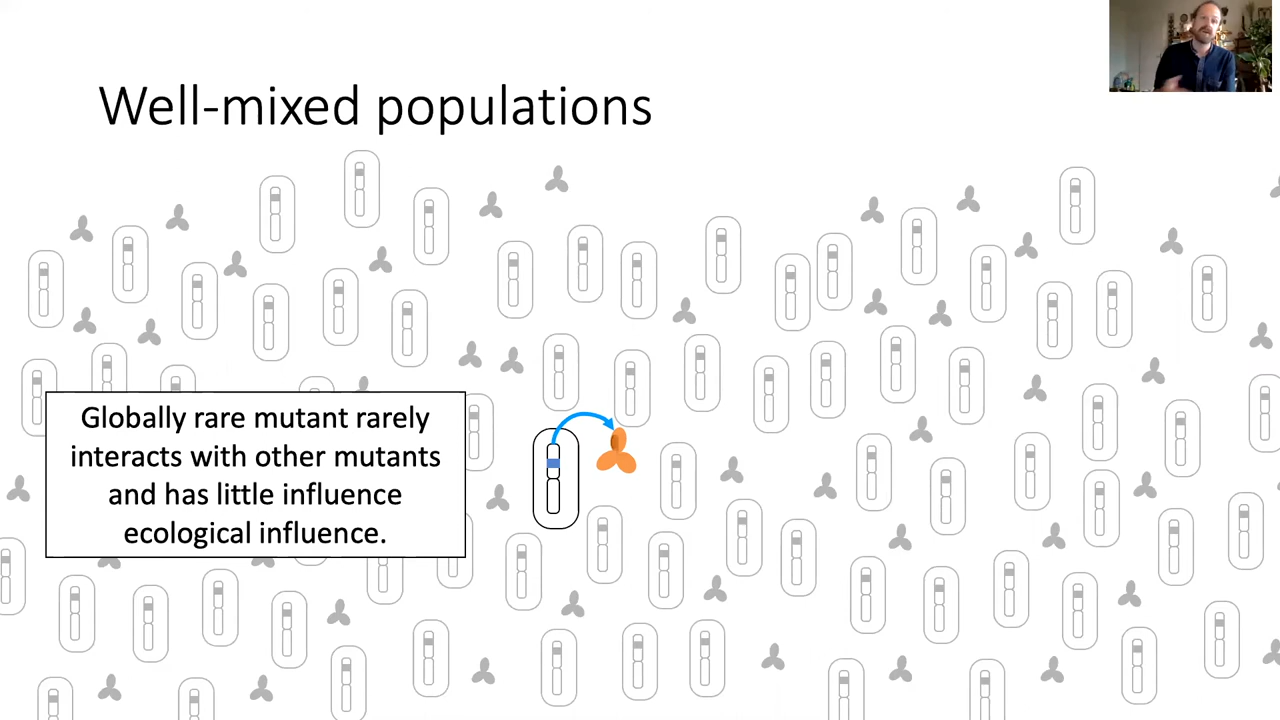 Well-mixed populations
Globally rare mutant rarely
interacts with other mutants
and has little influence
ecological influence.